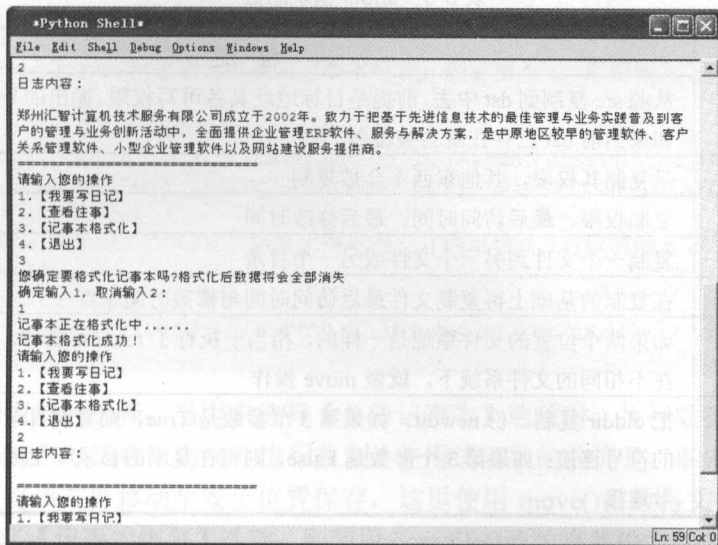 *Python Shell*
File Edit Shell Debug Options Windows Help
2
日志内容：
郑州汇智计算机技术服务有限公司成立于2002年。致力于把基于先进信息技术的最佳管理与业务实践普及到客
户的管理与业务创新活动中，全面提供企业管理ERP软件、服务与解决方案，是中原地区较早的管理软件、客户
关系管理软件、小型企业管理软件以及网站建设服务提供商。
================================
请输入您的操作
1.【我要写日记】
2.【查看往事】
3.【记事本格式化】
4.【退出】
3
您确定要格式化记事本吗?格式化后数据将会全部消失
确定输入1，取消输入2：
1
记事本正在格式化中......
记事本格式化成功！
请输入您的操作
1.【我要写日记】
2.【查看往事】
3.【记事本格式化】
4.【退出】
2
日志内容：
================================
请输入您的操作
1.【我要写日记】
Ln: 59 Col: 0